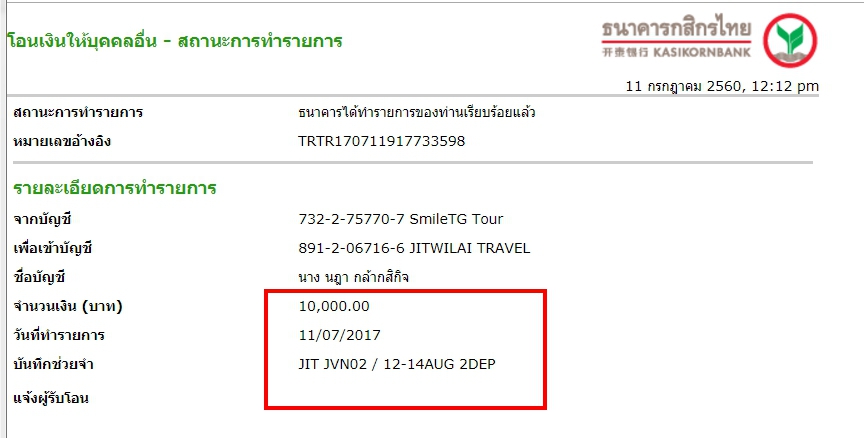 ธนาคารกสิกรไทย
开泰银行 KASIKORNBANK
โอนเงินให้บุคคลอื่น - สถานะการทำรายการ
11 กรกฎาคม 2560, 12:12 pm
สถานะการทำรายการ ธนาคารได้ทำรายการของท่านเรียบร้อยแล้ว
หมายเลขอ้างอิง TRTR170711917733598
รายละเอียดการทำรายการ
จากบัญชี 732-2-75770-7 SmileTG Tour
เพื่อเข้าบัญชี 891-2-06716-6 JITWILAI TRAVEL
ชื่อบัญชี นาง นฎา กล้ากสิกิจ
จำนวนเงิน (บาท) 10,000.00
วันที่ทำรายการ 11/07/2017
บันทึกช่วยจำ JIT JVN02 / 12-14AUG 2DEP
แจ้งผู้รับโอน